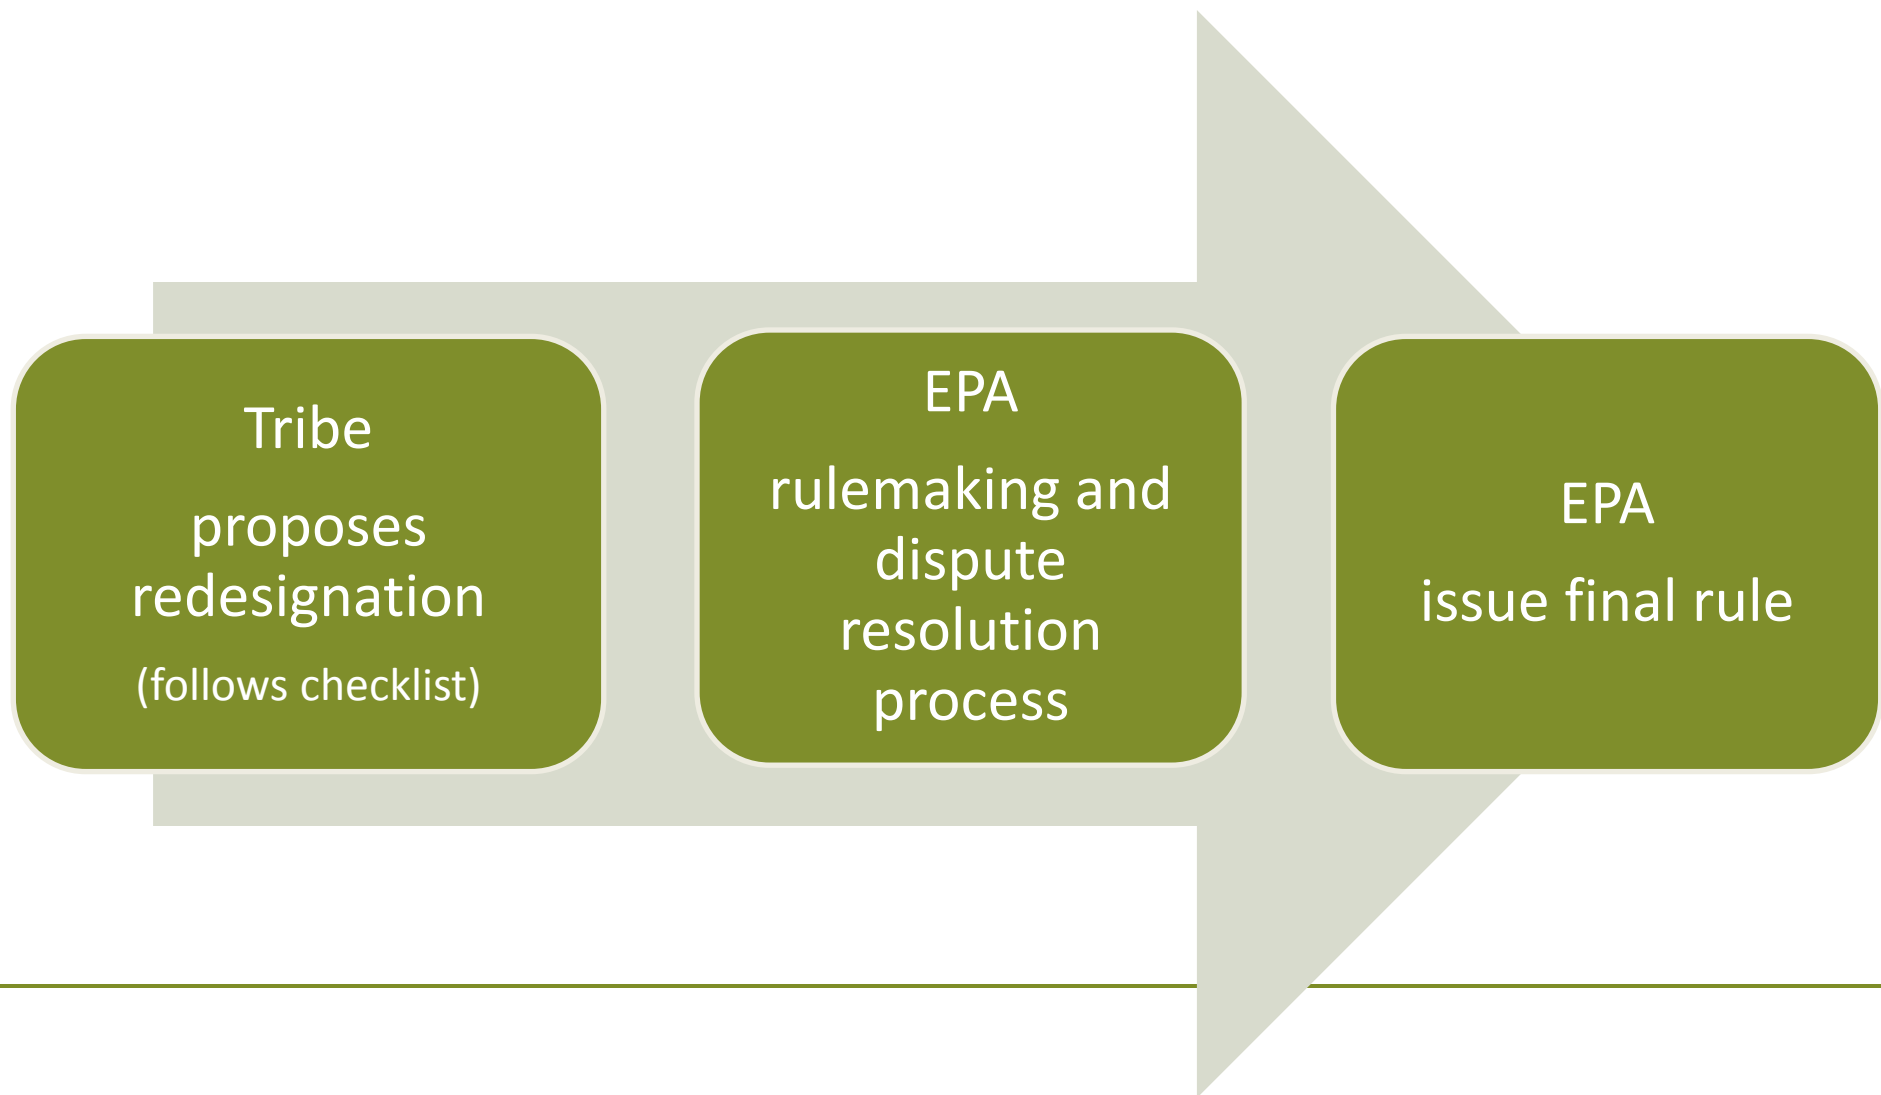 Tribe
proposes
redesignation
(follows checklist)
EPA
rulemaking and
dispute
resolution
process
EPA
issue final rule